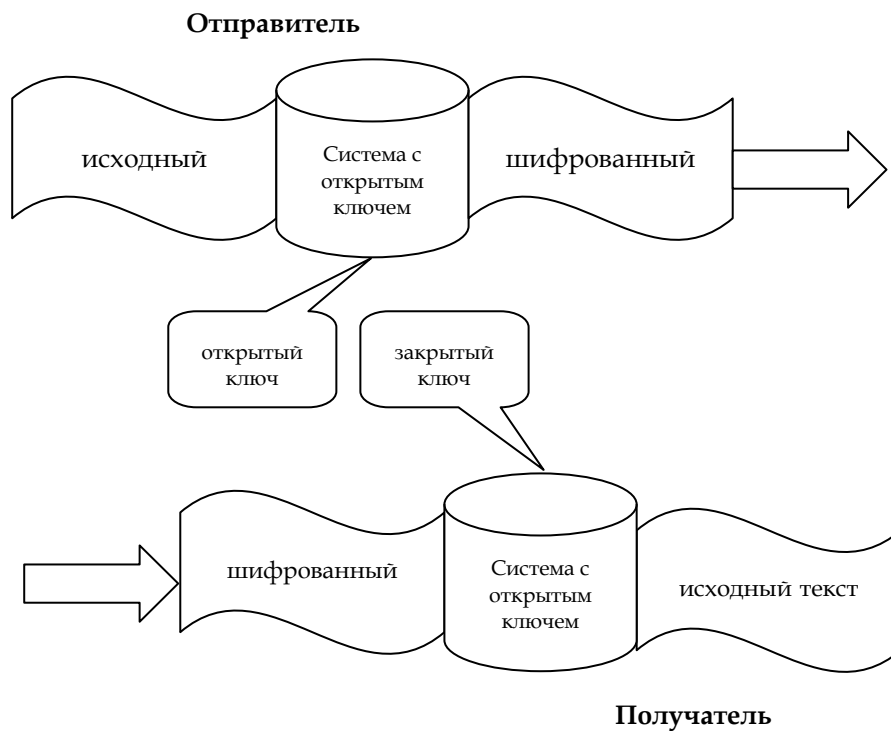 Отправитель
исходный
Система с
открытым
ключем
шифрованный
открытый
ключ
закрытый
ключ
шифрованный
Система с
открытым
ключем
исходный текст
Получатель